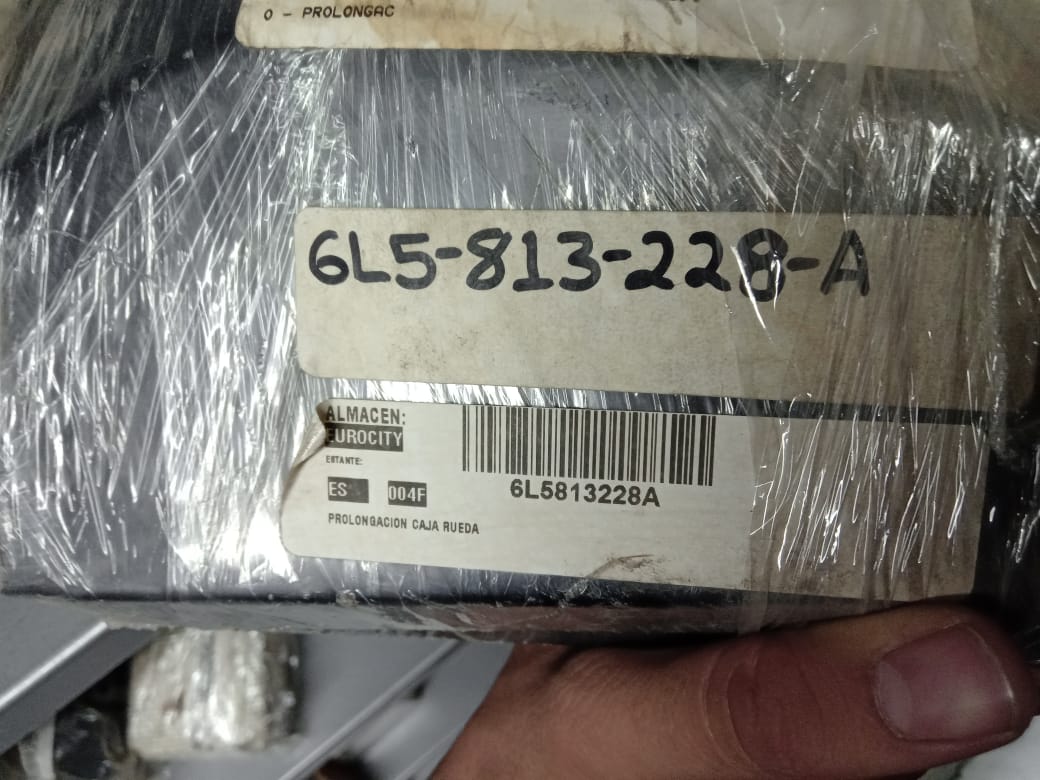 O - PROLONGAC
6L5-813-228-A
ALMACEN:
EUROCITY
ESTANTE:
ES 004F
6L5813228A
PROLONGACION CAJA RUEDA